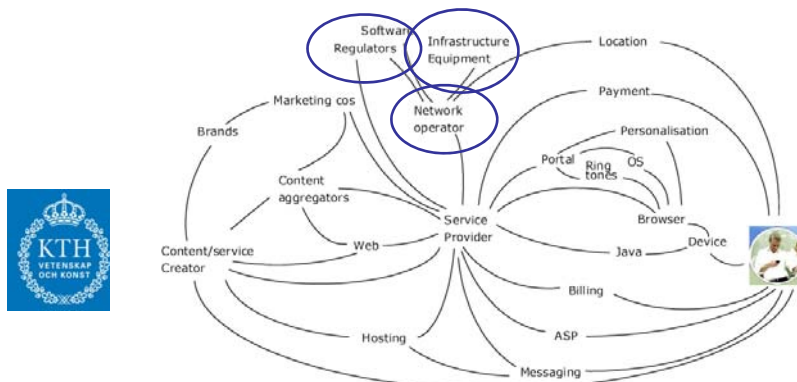 Software
Regulators
Infrastructure
Equipment
Location
Marketing cos
Network
operator
Payment
Brands
Personalisation
Portal
Ring
tones
OS
Content
aggregators
Service
Provider
Browser
KTH
VETENSKAP
OCH KONST
Content/service
Creator
Web
Java
Device
Billing
Hosting
ASP
Messaging